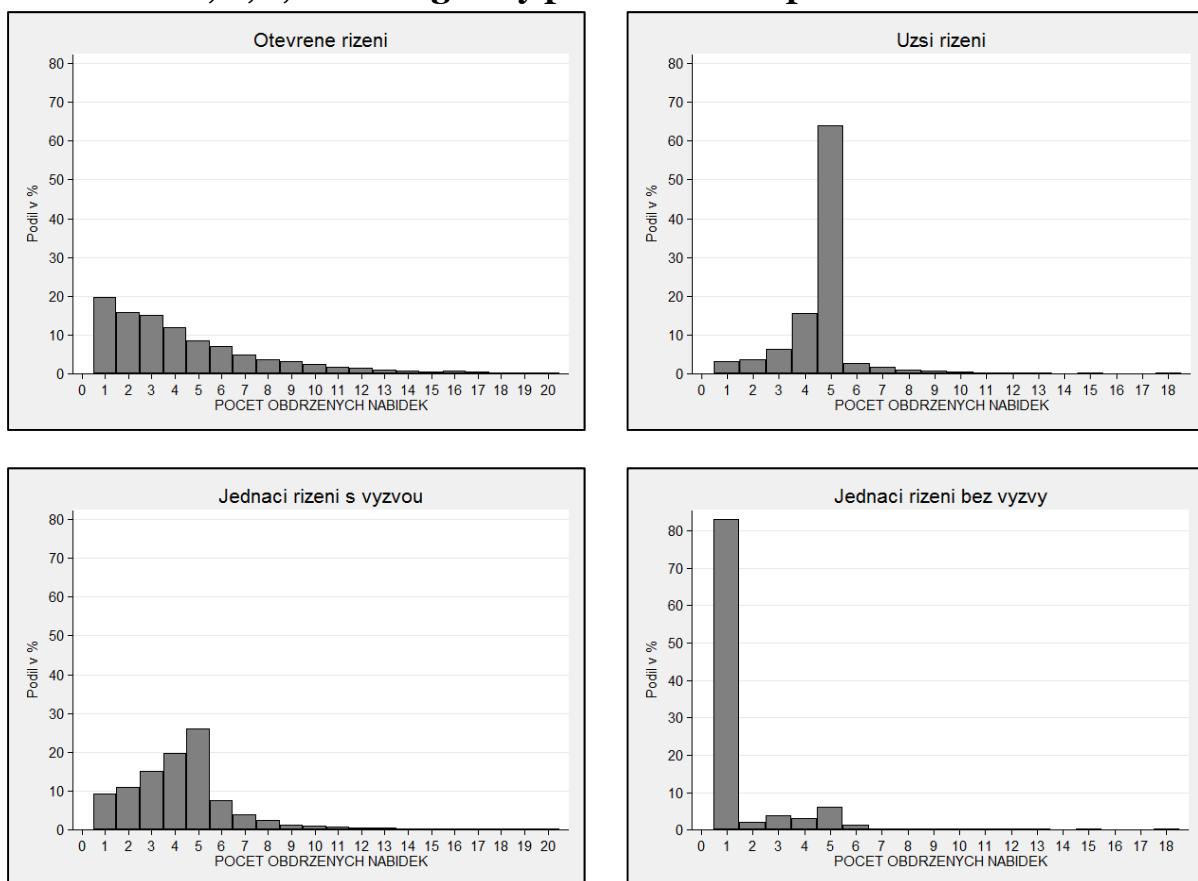 Otevrene rizeni
80
70
60
50
40
30
20
10
0
Podil v %
0 1 2 3 4 5 6 7 8 9 10 11 12 13 14 15 16 17 18 19 20
POCET OBDRZENYCH NABIDEK
Uzsi rizeni
80
70
60
50
40
30
20
10
0
Podil v %
0 1 2 3 4 5 6 7 8 9 10 11 12 13 14 15 16 17 18
POCET OBDRZENYCH NABIDEK
Jednaci rizeni s vyzvou
80
70
60
50
40
30
20
10
0
Podil v %
0 1 2 3 4 5 6 7 8 9 10 11 12 13 14 15 16 17 18 19 20
POCET OBDRZENYCH NABIDEK
Jednaci rizeni bez vyzvy
80
70
60
50
40
30
20
10
0
Podil v %
0 1 2 3 4 5 6 7 8 9 10 11 12 13 14 15 16 17 18
POCET OBDRZENYCH NABIDEK